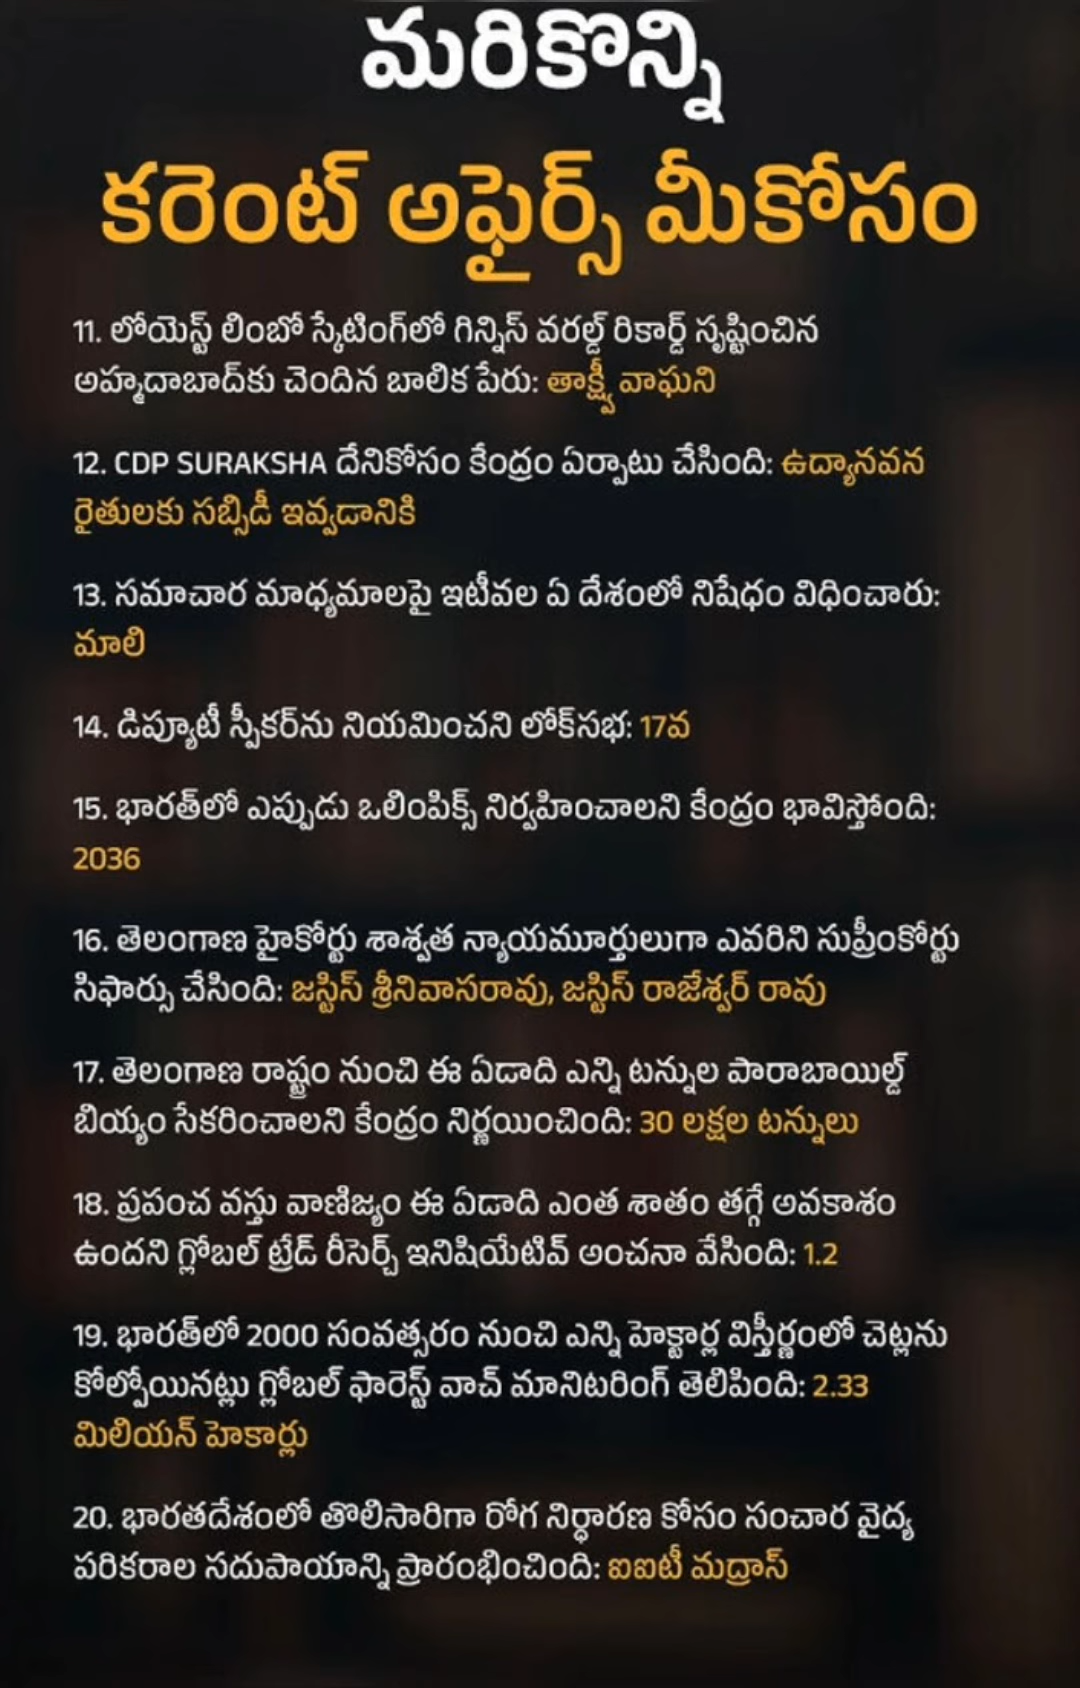 మరికొన్ని
కరెంట్ అఫైర్స్ మీకోసం
11. లోయెస్ట్ లింబో స్కేటింగ్‌లో గిన్నిస్ వరల్డ్ రికార్డ్ సృష్టించిన
అహ్మదాబాద్‌కు చెందిన బాలిక పేరు: తాక్ష్వీ వాఘని
12. CDP SURAKSHA దేనికోసం కేంద్రం ఏర్పాటు చేసింది: ఉద్యానవన
రైతులకు సబ్సిడీ ఇవ్వడానికి
13. సమాచార మాధ్యమాలపై ఇటీవల ఏ దేశంలో నిషేధం విధించారు:
మాలి
14. డిప్యూటీ స్పీకర్‌ను నియమించని లోక్‌సభ: 17వ
15. భారత్‌లో ఎప్పుడు ఒలింపిక్స్ నిర్వహించాలని కేంద్రం భావిస్తోంది:
2036
16. తెలంగాణ హైకోర్టు శాశ్వత న్యాయమూర్తులుగా ఎవరిని సుప్రీంకోర్టు
సిఫార్సు చేసింది: జస్టిస్ శ్రీనివాసరావు, జస్టిస్ రాజేశ్వర్ రావు
17. తెలంగాణ రాష్ట్రం నుంచి ఈ ఏడాది ఎన్ని టన్నుల పారాబాయిల్డ్
బియ్యం సేకరించాలని కేంద్రం నిర్ణయించింది: 30 లక్షల టన్నులు
18. ప్రపంచ వస్తు వాణిజ్యం ఈ ఏడాది ఎంత శాతం తగ్గే అవకాశం
ఉందని గ్లోబల్ ట్రేడ్ రీసెర్చ్ ఇనిషియేటివ్ అంచనా వేసింది: 1.2
19. భారత్‌లో 2000 సంవత్సరం నుంచి ఎన్ని హెక్టార్ల విస్తీర్ణంలో చెట్లను
కోల్పోయినట్లు గ్లోబల్ ఫారెస్ట్ వాచ్ మానిటరింగ్ తెలిపింది: 2.33
మిలియన్ హెకార్లు
20. భారతదేశంలో తొలిసారిగా రోగ నిర్ధారణ కోసం సంచార వైద్య
పరికరాల సదుపాయాన్ని ప్రారంభించింది: ఐఐటీ మద్రాస్